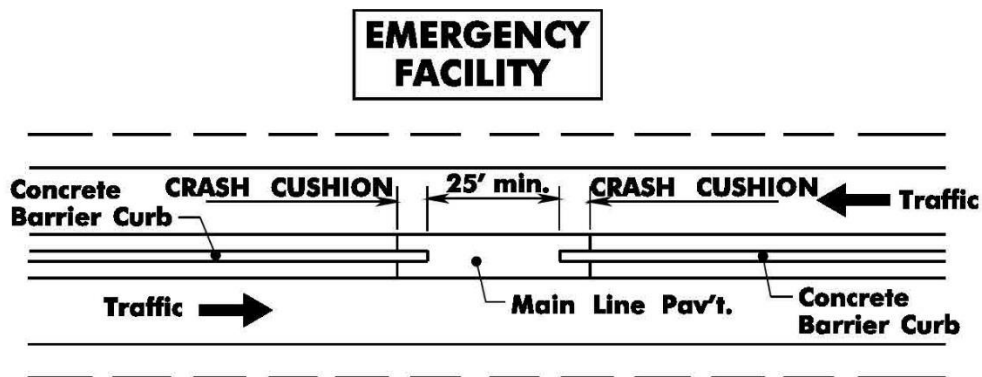 EMERGENCY
FACILITY
Concrete
Barrier Curb
CRASH CUSHION
25' min.
CRASH CUSHION
Traffic
Traffic
Main Line Pav't.
Concrete
Barrier Curb